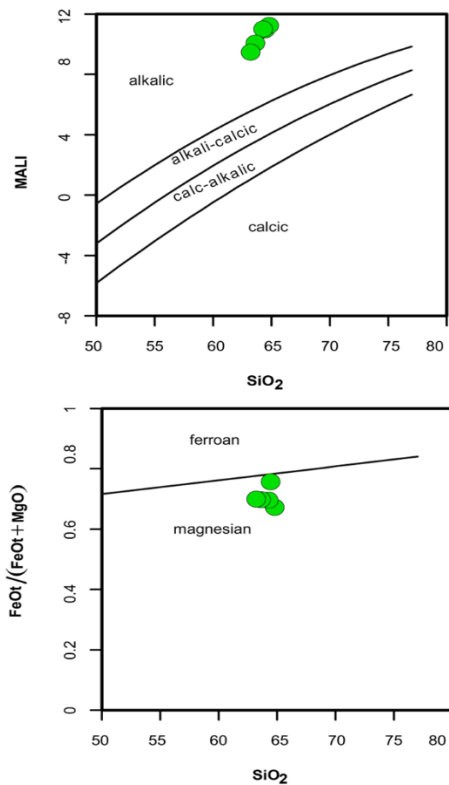 12
alkalic
8
alkali-calcic
MALI
4
calc-alkalic
0
calcic
-4
-8
50 55 60 65 70 75 80
SiO₂
1
ferroan
0.8
FeOt/(FeOt+MgO)
magnesian
0.6
0.4
0.2
0
50 55 60 65 70 75 80
SiO₂